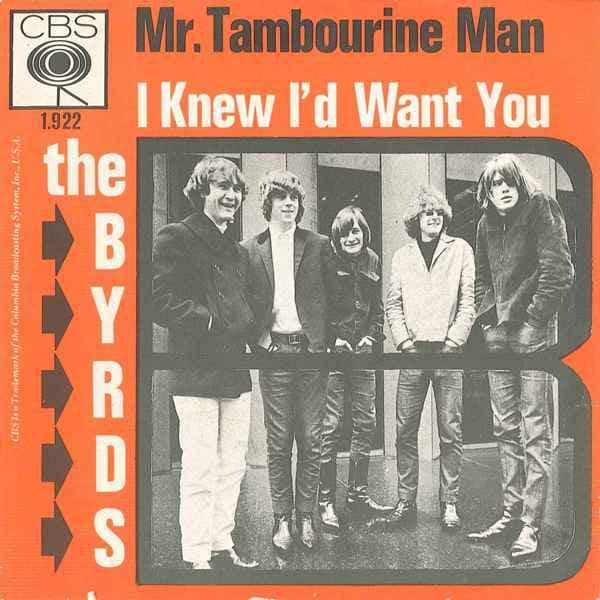 CBS
1.922
Mr. Tambourine Man
I Knew I'd Want You
the
BYRDS
CBS Is a Trademark of the Columbia Broadcasting System, Inc., U.S.A.